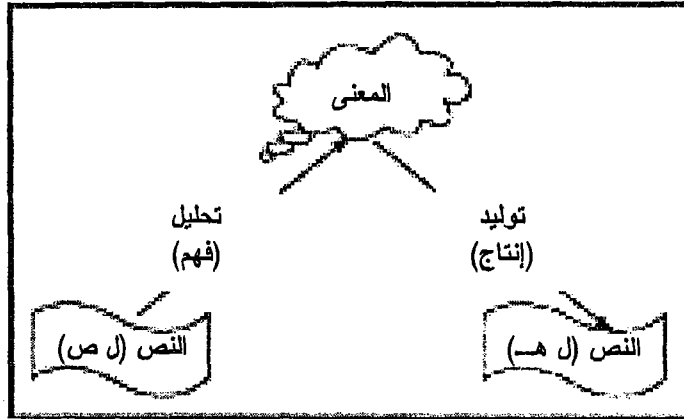 المعنى
تحليل
(فهم)
توليد
(إنتاج)
النص (ل ص)
النص (ل هـ)